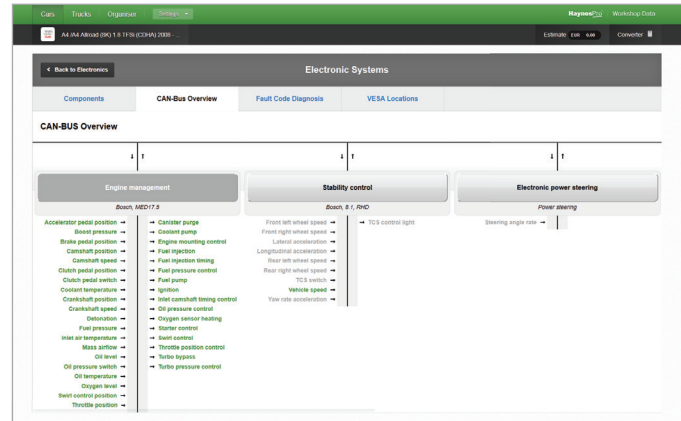 Cars Trucks Organiser Settings HaynesPro Workshop Data
A4 /A4 Allroad (8K) 1.8 TFSi (CDHA) 2008 - ... Estimate EUR 0.00 Converter
Back to Electronics
Electronic Systems
Components CAN-Bus Overview Fault Code Diagnosis VESA Locations
CAN-BUS Overview
Engine management
Bosch, MED17.5
Stability control
Bosch, 8.1, RHD
Electronic power steering
Power steering
Accelerator pedal position → → Canister purge
Boost pressure → → Coolant pump
Brake pedal position → → Engine mounting control
Camshaft position → → Fuel injection
Camshaft speed → → Fuel injection timing
Clutch pedal position → → Fuel pressure control
Clutch pedal switch → → Fuel pump
Coolant temperature → → Ignition
Crankshaft position → → Inlet camshaft timing control
Crankshaft speed → → Oil pressure control
Detonation → → Oxygen sensor heating
Fuel pressure → → Starter control
Inlet air temperature → → Swirl control
Mass airflow → → Throttle position control
Oil level → → Turbo bypass
Oil pressure switch → → Turbo pressure control
Oil temperature →
Oxygen level →
Swirl control position →
Throttle position →
Front left wheel speed → → TCS control light
Front right wheel speed →
Lateral acceleration →
Longitudinal acceleration →
Rear left wheel speed →
Rear right wheel speed →
TCS switch →
Vehicle speed →
Yaw rate acceleration →
Steering angle rate →